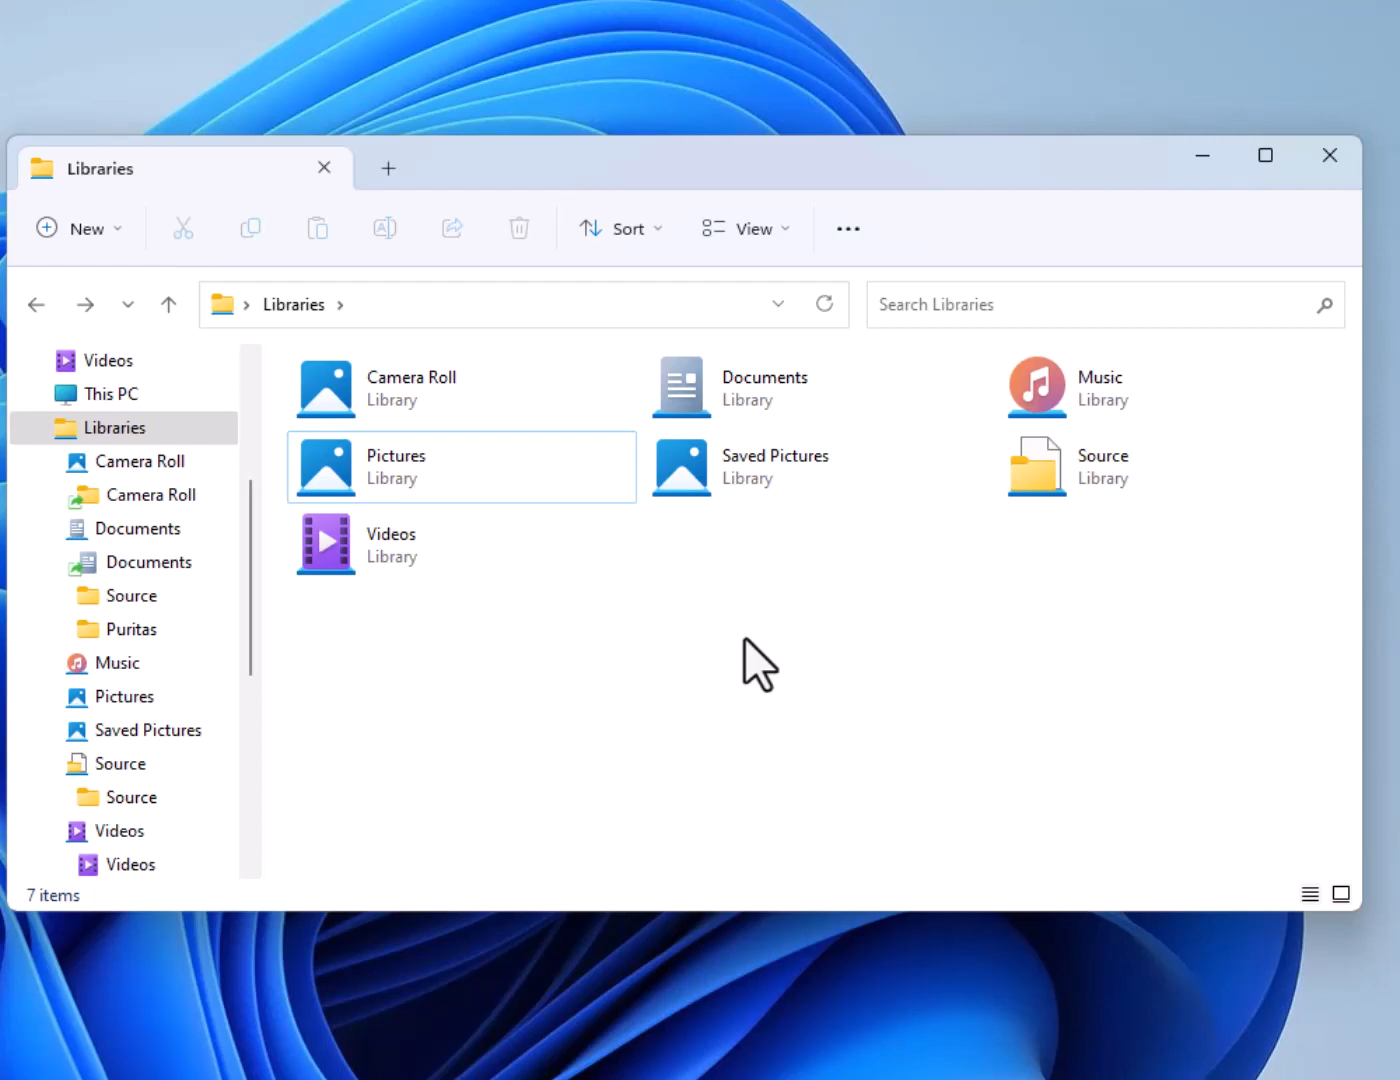 Libraries
New
Sort
View
Libraries
Search Libraries
Videos
This PC
Libraries
Camera Roll
Camera Roll
Documents
Documents
Source
Puritas
Music
Pictures
Saved Pictures
Source
Source
Videos
Videos
Camera Roll
Library
Documents
Library
Music
Library
Pictures
Library
Saved Pictures
Library
Source
Library
Videos
Library
7 items